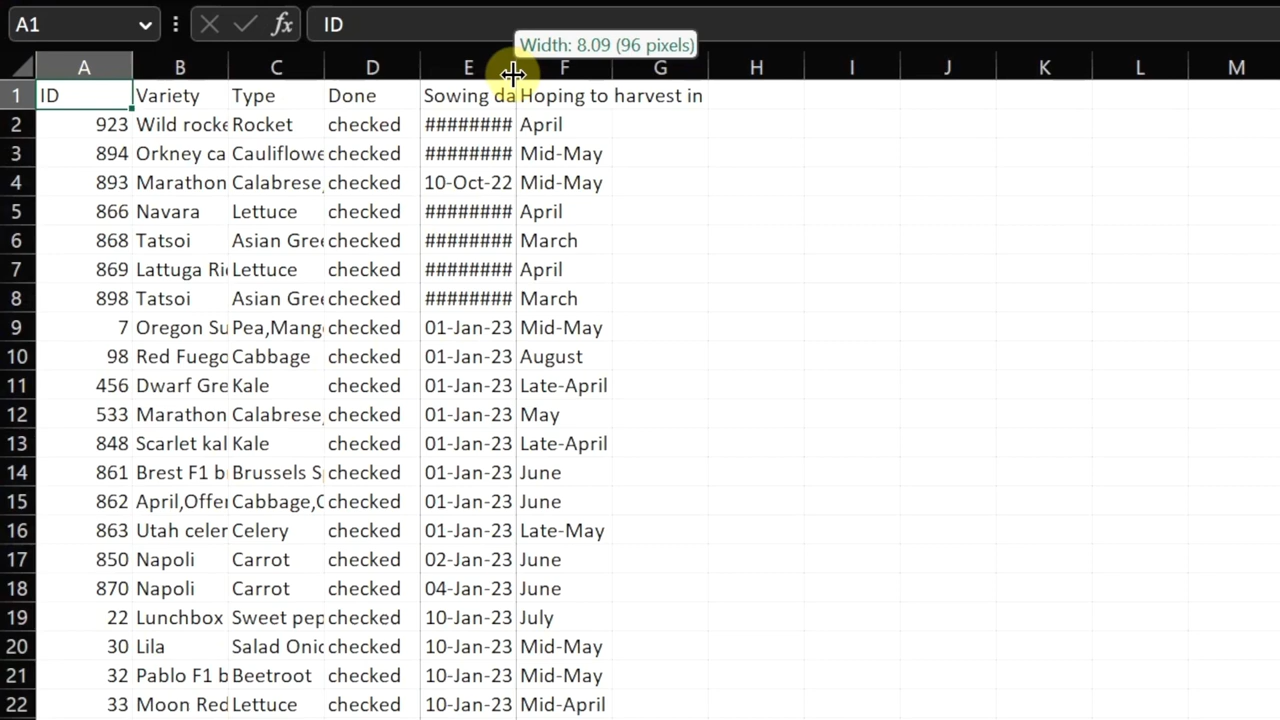 A1 fx ID
Width: 8.09 (96 pixels)
A B C D E F G H I J K L M
1 ID Variety Type Done Sowing da Hoping to harvest in
2 923 Wild rocke Rocket checked ######## April
3 894 Orkney ca Cauliflowe checked ######## Mid-May
4 893 Marathon Calabrese, checked 10-Oct-22 Mid-May
5 866 Navara Lettuce checked ######## April
6 868 Tatsoi Asian Gree checked ######## March
7 869 Lattuga Ric Lettuce checked ######## April
8 898 Tatsoi Asian Gree checked ######## March
9 7 Oregon Su Pea,Mang checked 01-Jan-23 Mid-May
10 98 Red Fuego Cabbage checked 01-Jan-23 August
11 456 Dwarf Gre Kale checked 01-Jan-23 Late-April
12 533 Marathon Calabrese, checked 01-Jan-23 May
13 848 Scarlet kal Kale checked 01-Jan-23 Late-April
14 861 Brest F1 b Brussels S checked 01-Jan-23 June
15 862 April,Offer Cabbage,C checked 01-Jan-23 June
16 863 Utah celer Celery checked 01-Jan-23 Late-May
17 850 Napoli Carrot checked 02-Jan-23 June
18 870 Napoli Carrot checked 04-Jan-23 June
19 22 Lunchbox Sweet pep checked 10-Jan-23 July
20 30 Lila Salad Onio checked 10-Jan-23 Mid-May
21 32 Pablo F1 b Beetroot checked 10-Jan-23 Mid-May
22 33 Moon Red Lettuce checked 10-Jan-23 Mid-April